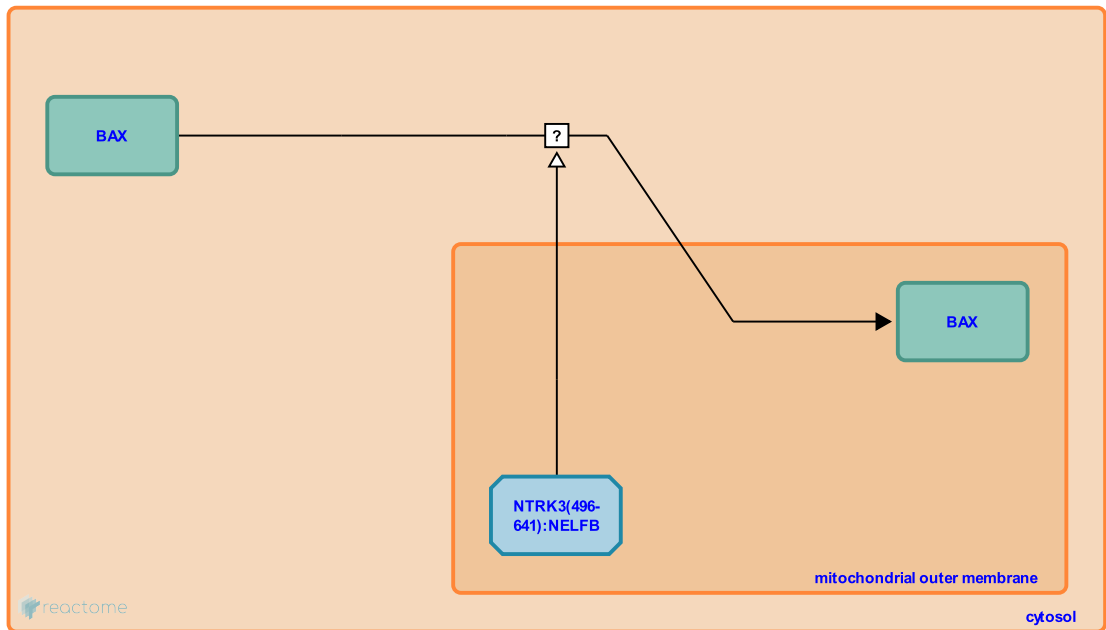 BAX
?
BAX
NTRK3(496-
641):NELFB
mitochondrial outer membrane
reactome
cytosol